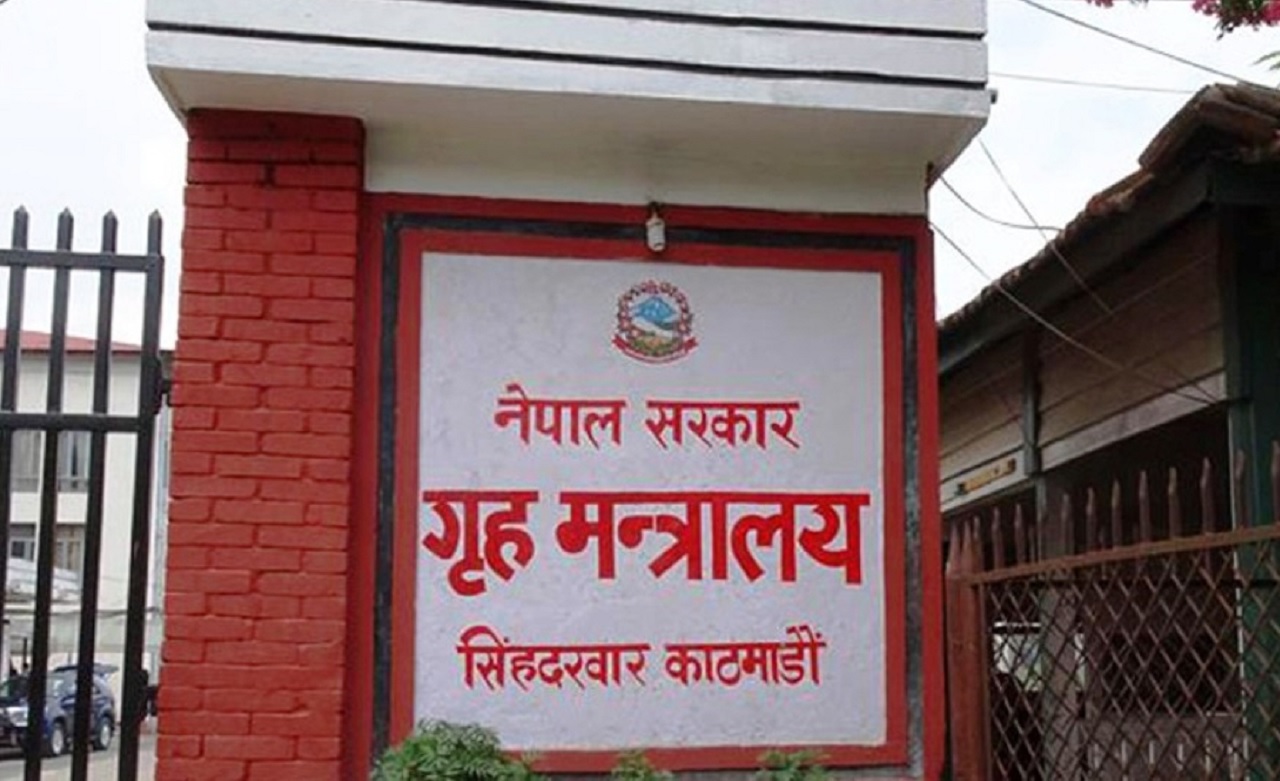 नेपाल सरकार
गृह मन्त्रालय
सिंहदरवार काठमाडौं